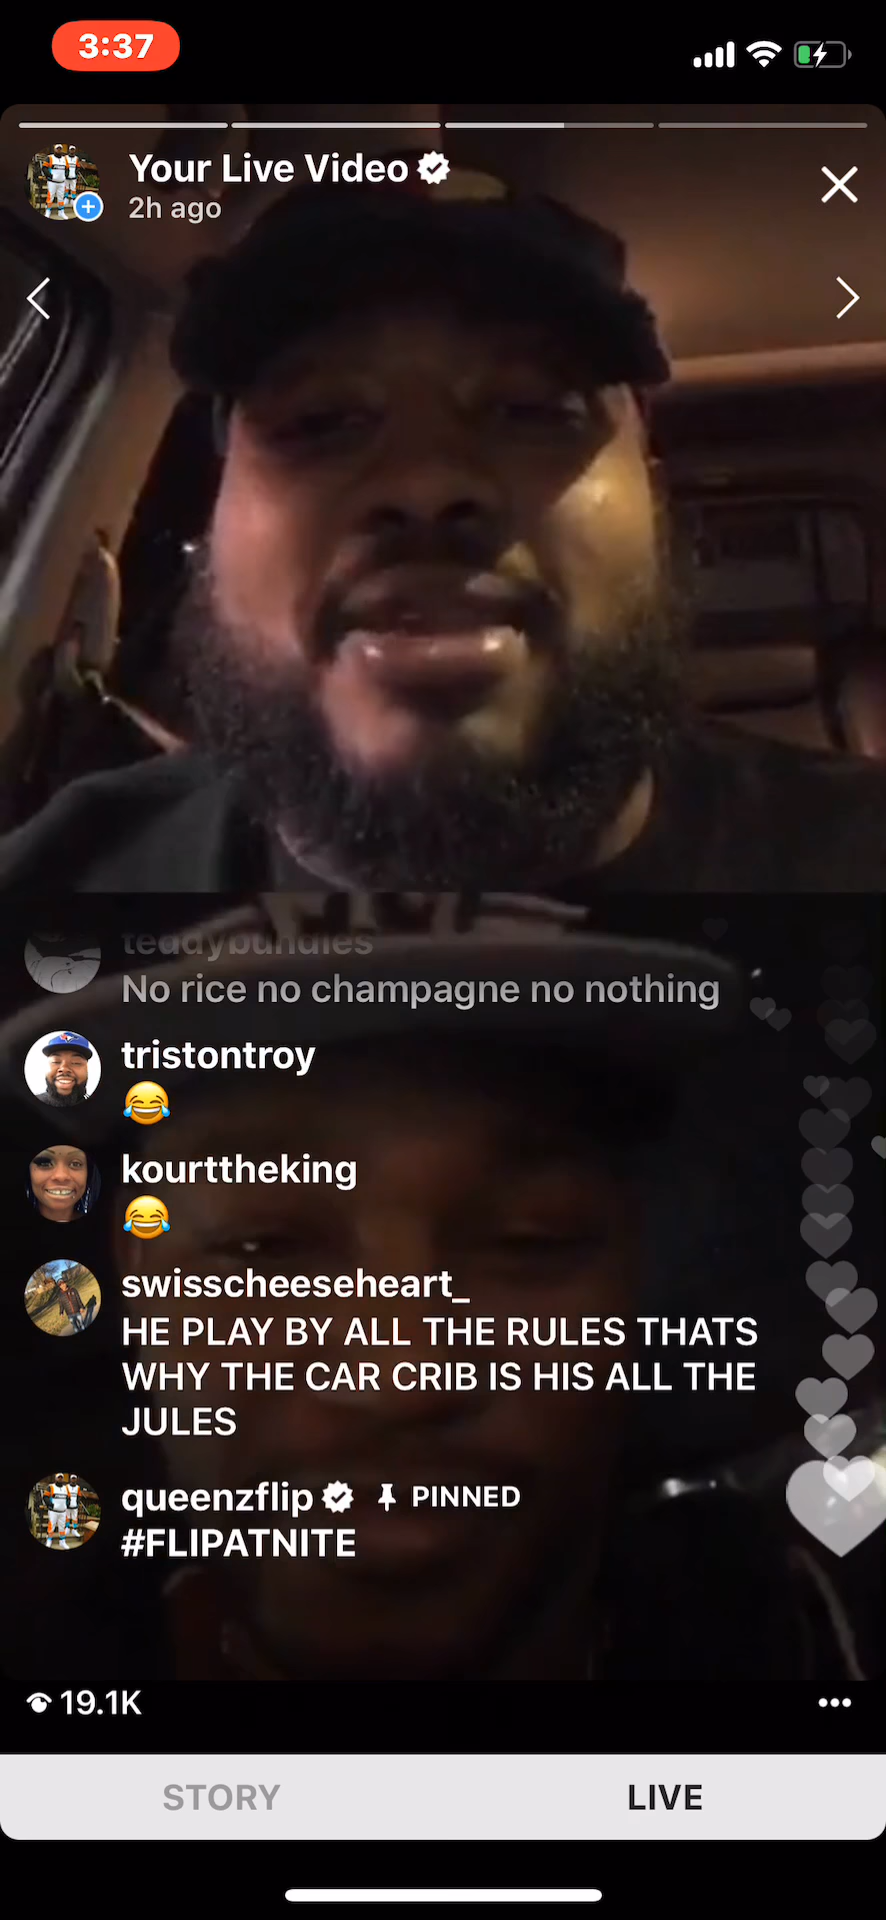 3:37
Your Live Video
2h ago
teddybundles
No rice no champagne no nothing
tristontroy
😂
kourttheking
😂
swisscheeseheart_
HE PLAY BY ALL THE RULES THATS
WHY THE CAR CRIB IS HIS ALL THE
JULES
queenzflip PINNED
#FLIPATNITE
19.1K
STORY
LIVE